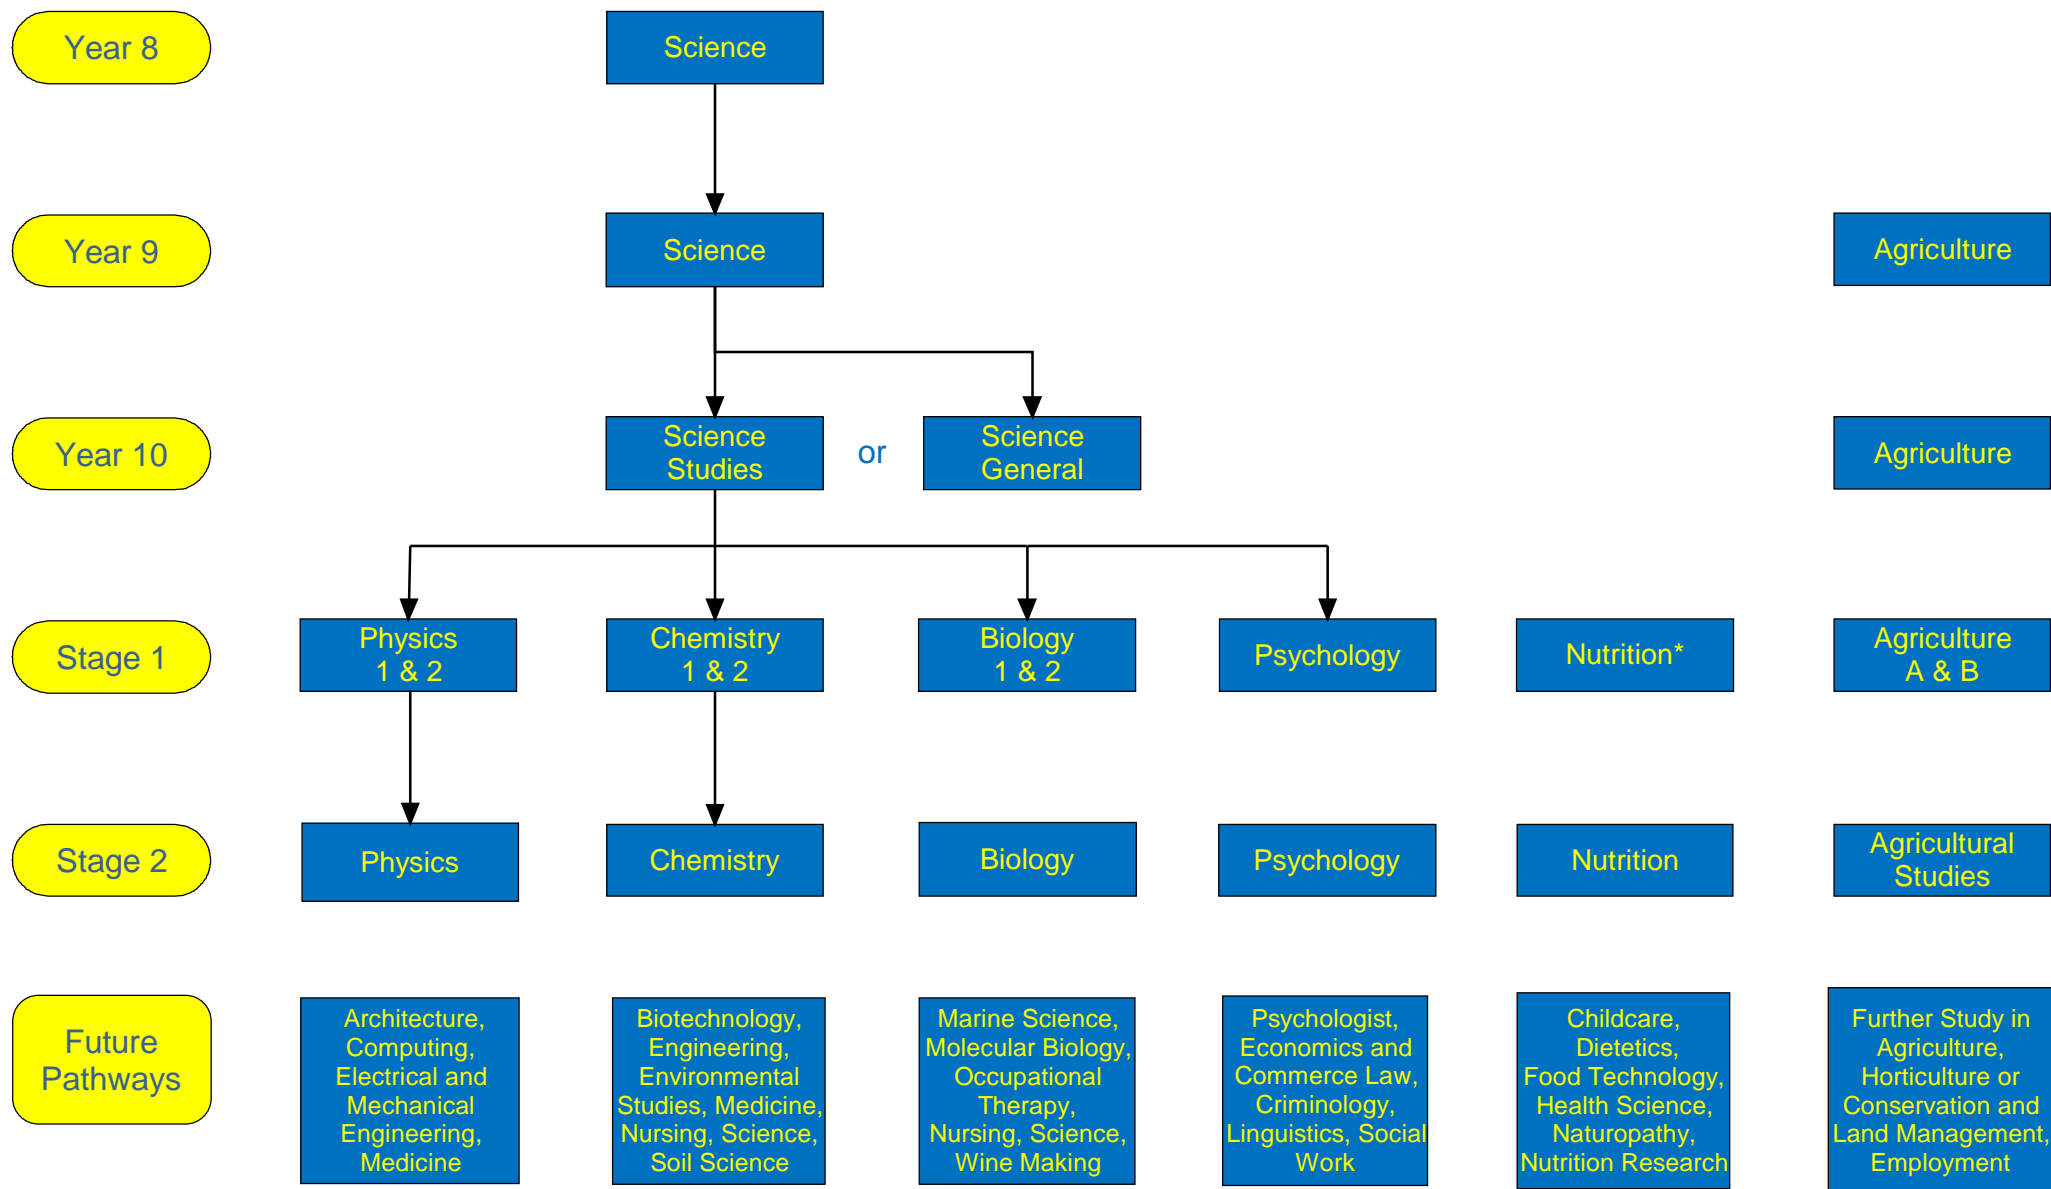 Year 8
Science
Year 9
Science
Agriculture
Year 10
Science
Studies
or
Science
General
Agriculture
Stage 1
Physics
1 & 2
Chemistry
1 & 2
Biology
1 & 2
Psychology
Nutrition*
Agriculture
A & B
Stage 2
Physics
Chemistry
Biology
Psychology
Nutrition
Agricultural
Studies
Future
Pathways
Architecture,
Computing,
Electrical and
Mechanical
Engineering,
Medicine
Biotechnology,
Engineering,
Environmental
Studies, Medicine,
Nursing, Science,
Soil Science
Marine Science,
Molecular Biology,
Occupational
Therapy,
Nursing, Science,
Wine Making
Psychologist,
Economics and
Commerce Law,
Criminology,
Linguistics, Social
Work
Childcare,
Dietetics,
Food Technology,
Health Science,
Naturopathy,
Nutrition Research
Further Study in
Agriculture,
Horticulture or
Conservation and
Land Management,
Employment